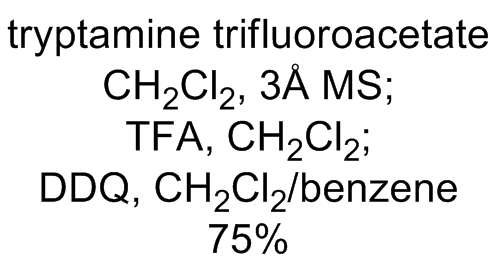 tryptamine trifluoroacetate
CH₂Cl₂, 3Å MS;
TFA, CH₂Cl₂;
DDQ, CH₂Cl₂/benzene
75%